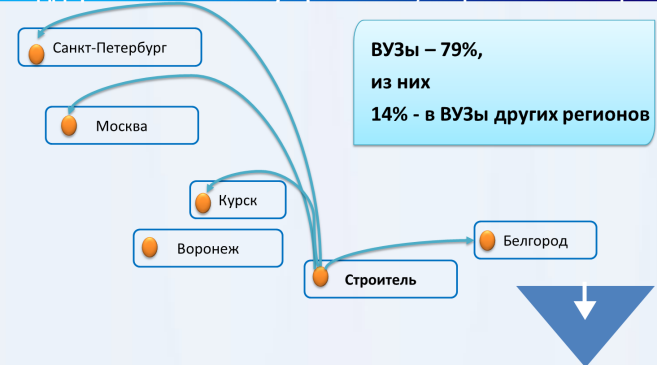 Санкт-Петербург
ВУЗы – 79%,
из них
14% - в ВУЗы других регионов
Москва
Курск
Воронеж
Белгород
Строитель